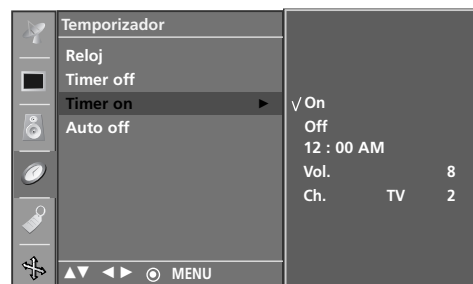 Temporizador
Reloj
Timer off
Timer on ►
Auto off
√ On
Off
12 : 00 AM
Vol. 8
Ch. TV 2
▲▼ ◄► ◉ MENU